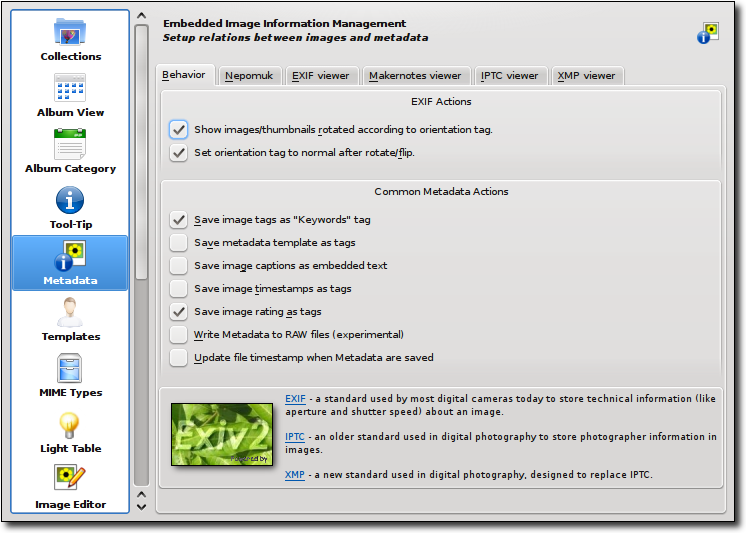 Collections
Album View
Album Category
Tool-Tip
Metadata
Templates
MIME Types
Light Table
Image Editor
Embedded Image Information Management
Setup relations between images and metadata
Behavior
Nepomuk
EXIF viewer
Makernotes viewer
IPTC viewer
XMP viewer
EXIF Actions
Show images/thumbnails rotated according to orientation tag.
Set orientation tag to normal after rotate/flip.
Common Metadata Actions
Save image tags as "Keywords" tag
Save metadata template as tags
Save image captions as embedded text
Save image timestamps as tags
Save image rating as tags
Write Metadata to RAW files (experimental)
Update file timestamp when Metadata are saved
Exiv2
Powered by
EXIF - a standard used by most digital cameras today to store technical information (like
aperture and shutter speed) about an image.
IPTC - an older standard used in digital photography to store photographer information in
images.
XMP - a new standard used in digital photography, designed to replace IPTC.